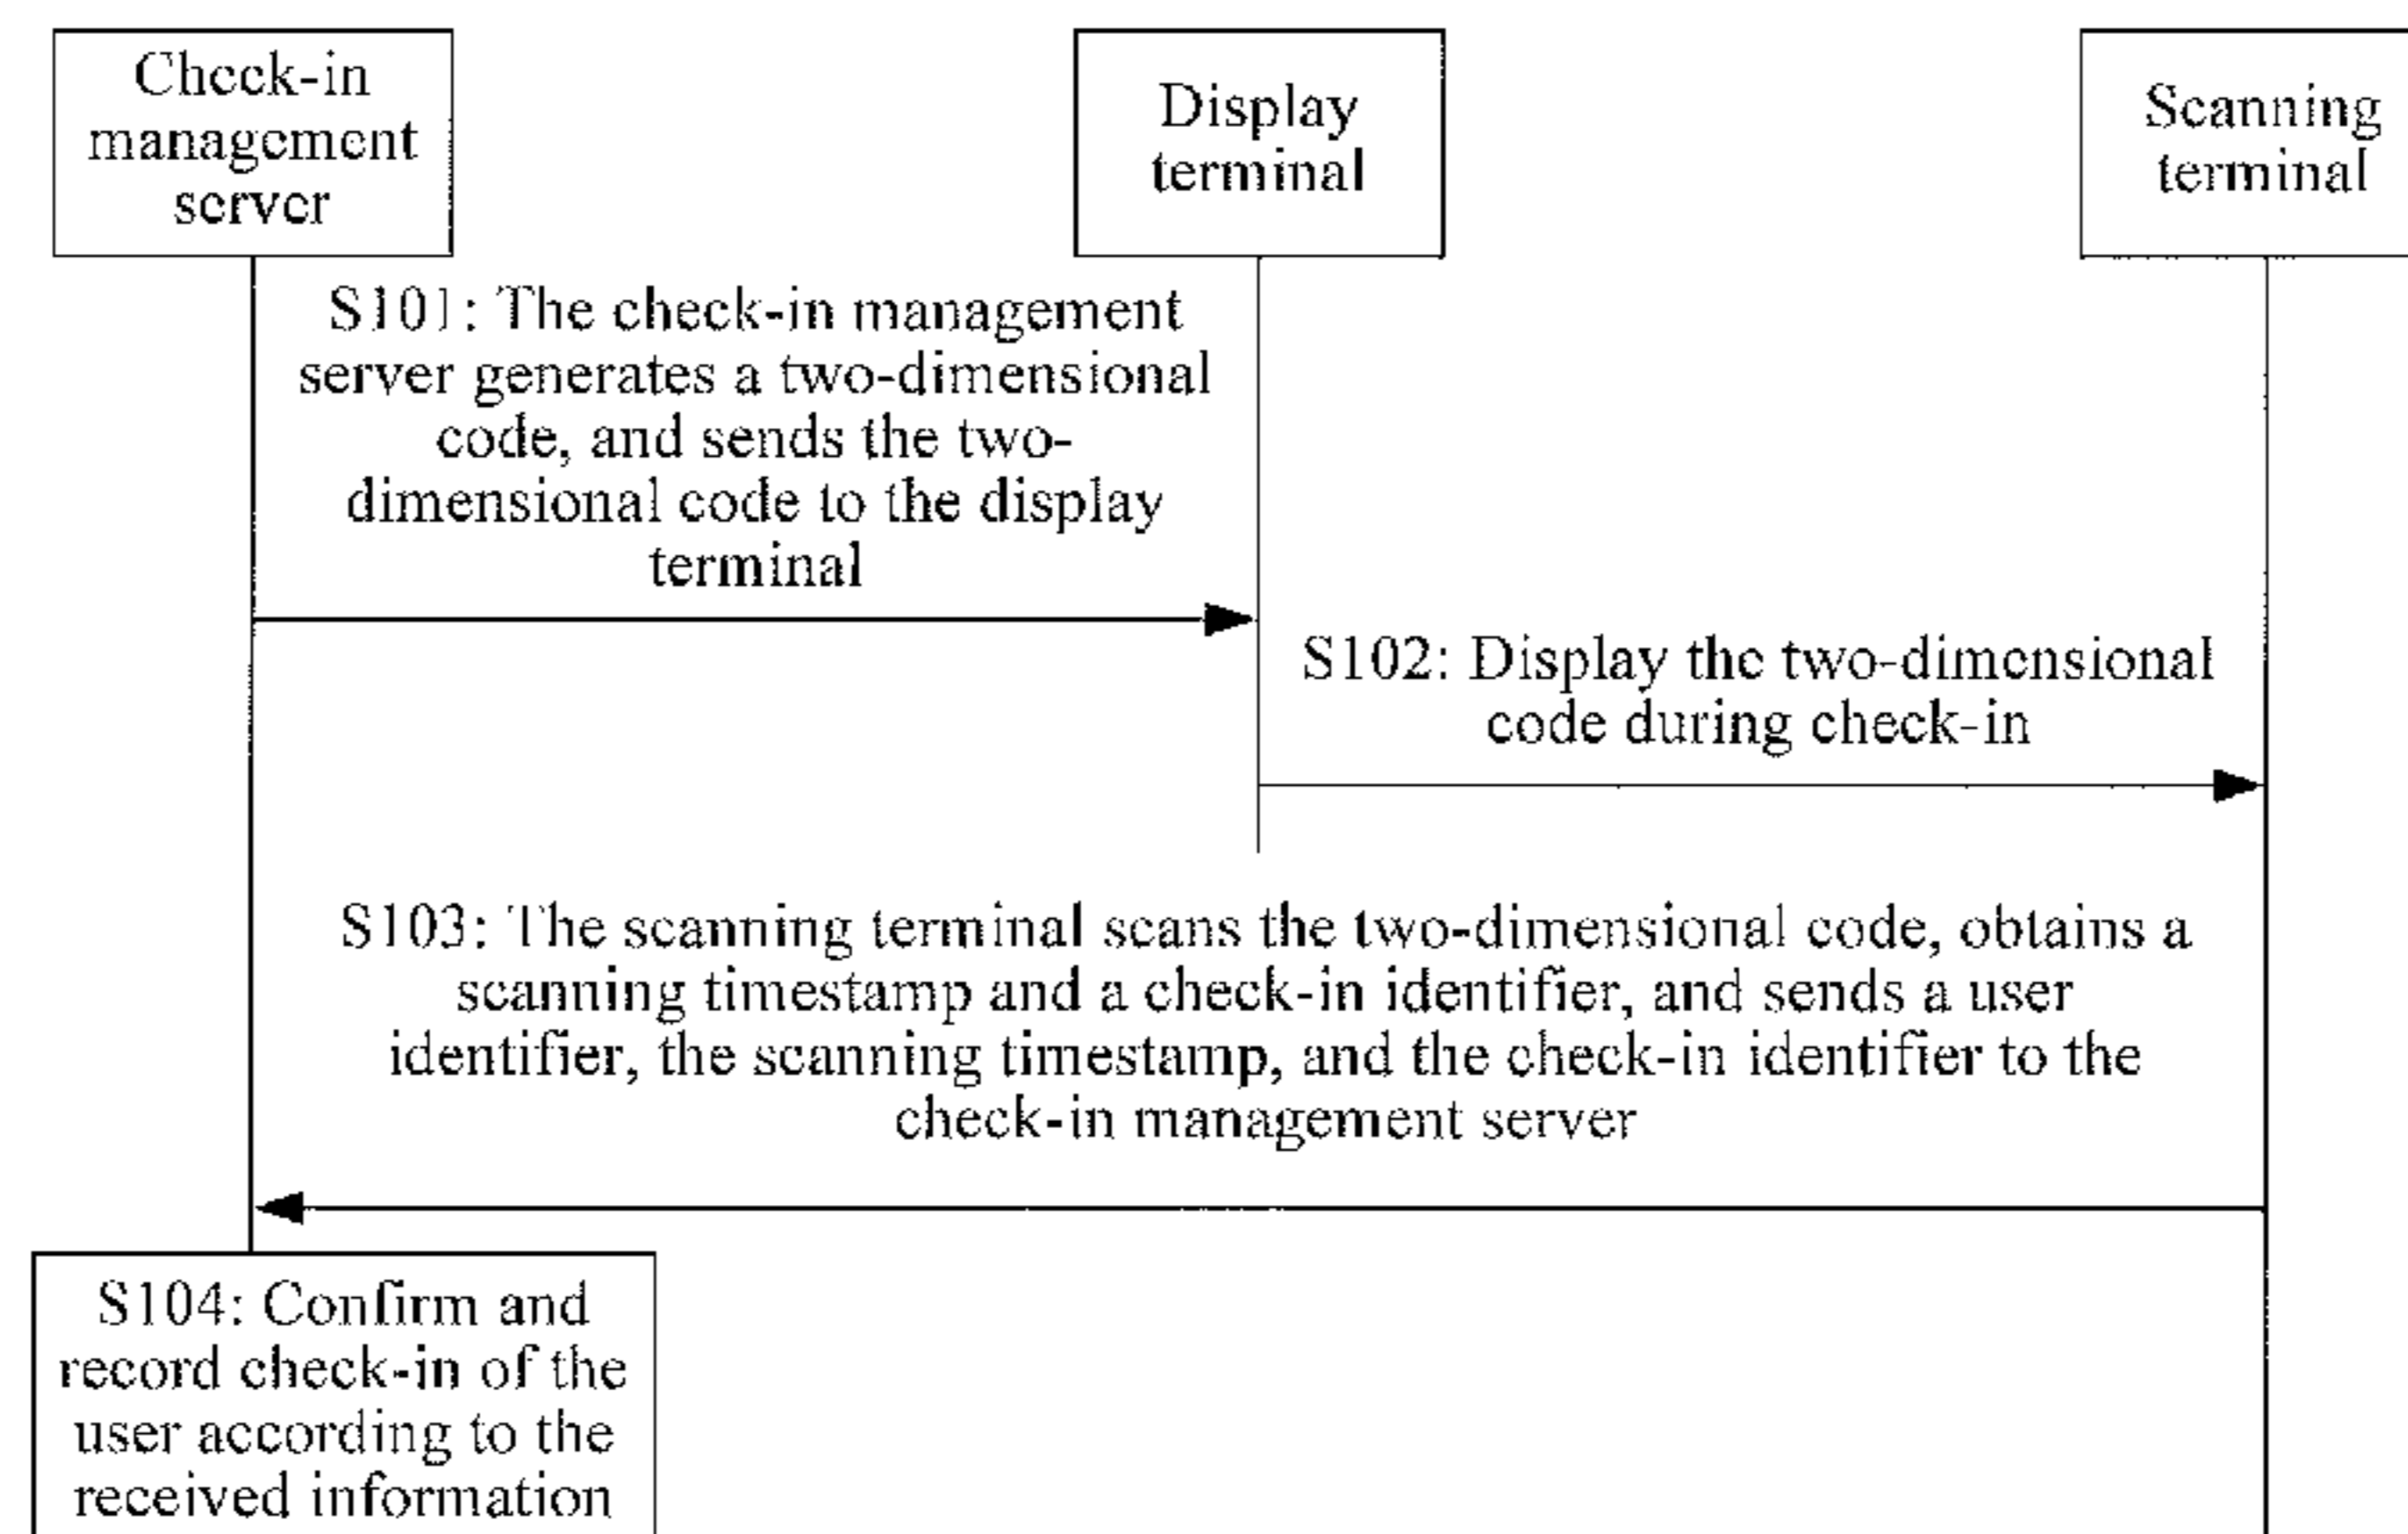 Check-in
management
server
Display
terminal
Scanning
terminal
S101: The check-in management
server generates a two-dimensional
code, and sends the two-
dimensional code to the display
terminal
S102: Display the two-dimensional
code during check-in
S103: The scanning terminal scans the two-dimensional code, obtains a
scanning timestamp and a check-in identifier, and sends a user
identifier, the scanning timestamp, and the check-in identifier to the
check-in management server
S104: Confirm and
record check-in of the
user according to the
received information